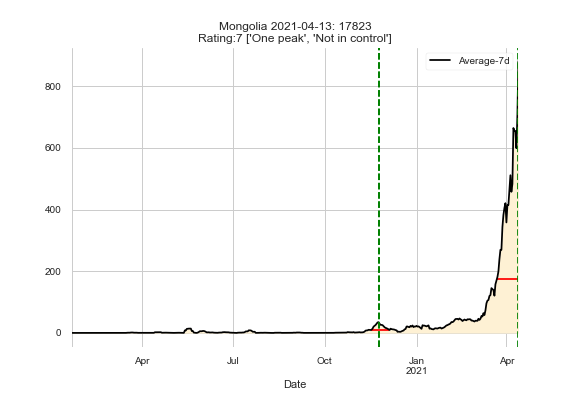 Mongolia 2021-04-13: 17823
Rating:7 ['One peak', 'Not in control']
Average-7d
800
600
400
200
0
Apr
Jul
Oct
Jan
2021
Apr
Date